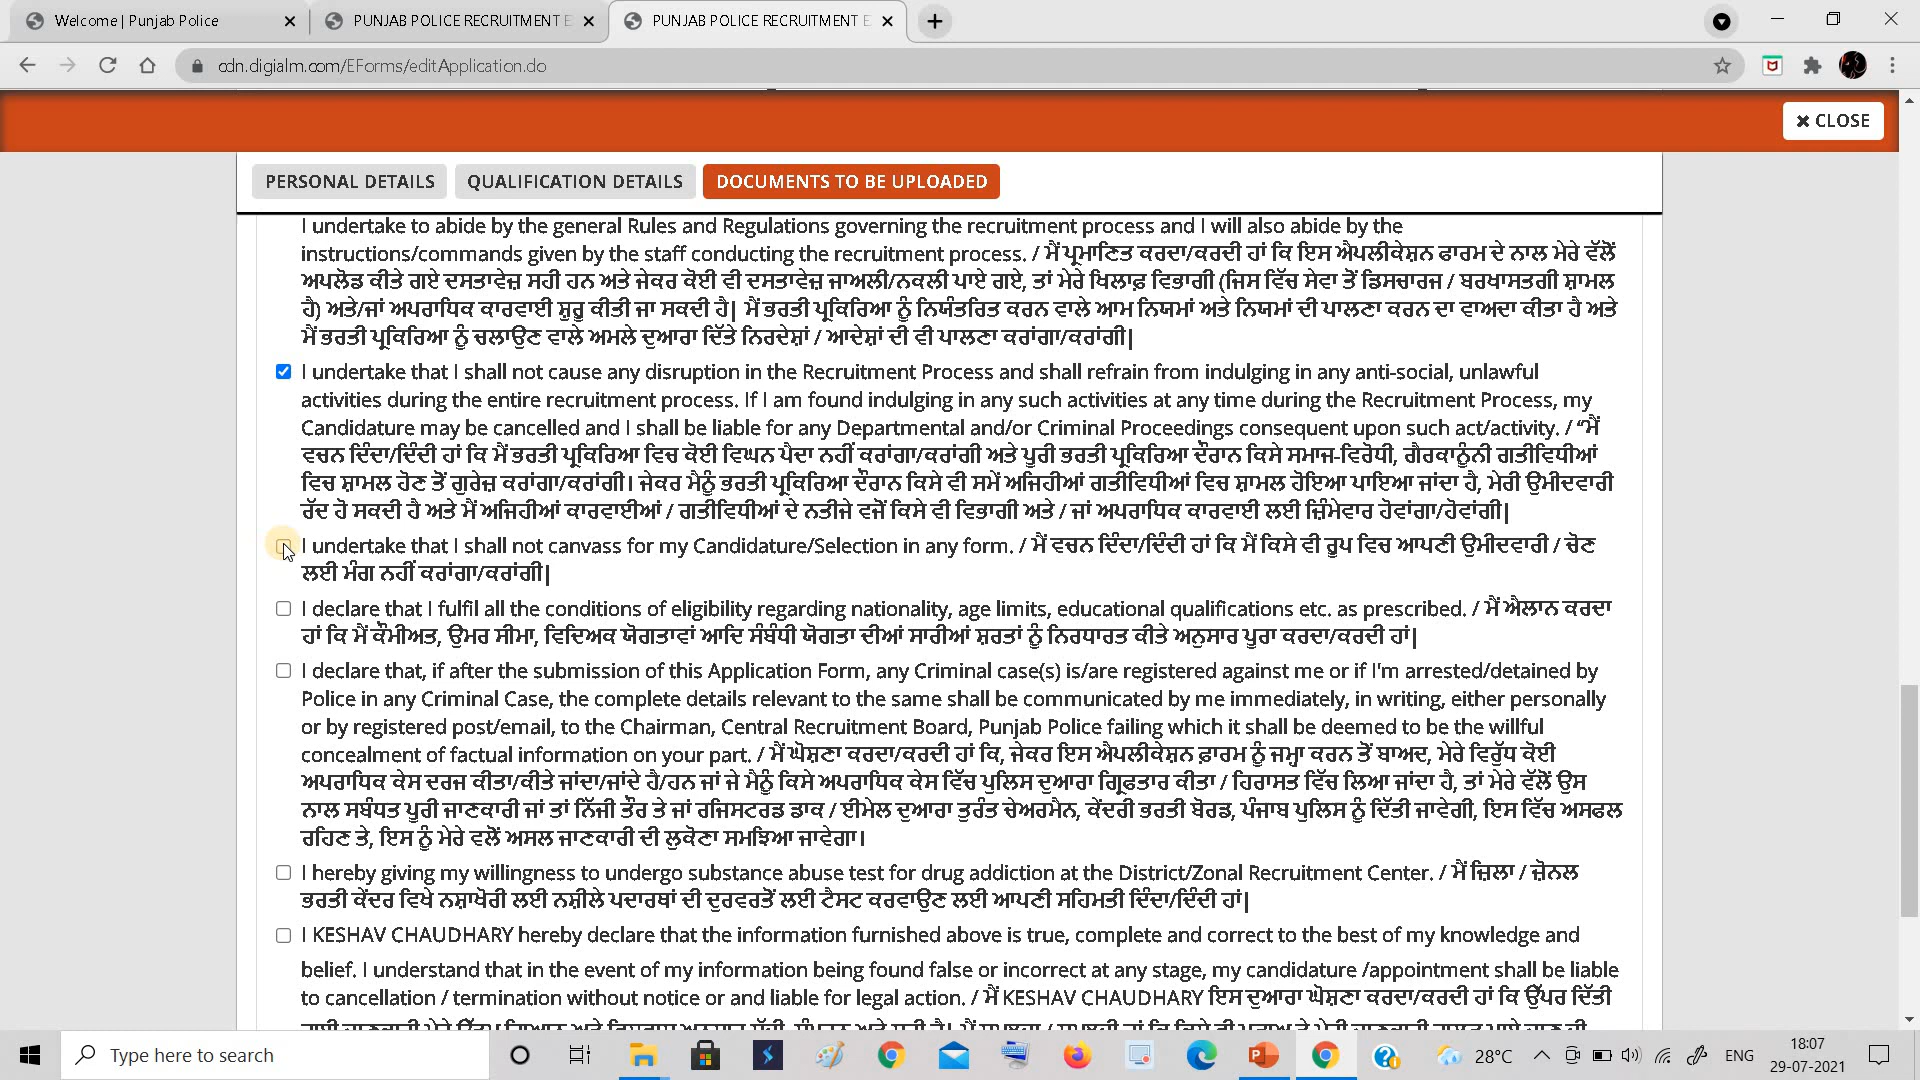 Welcome | Punjab Police
PUNJAB POLICE RECRUITMENT E
PUNJAB POLICE RECRUITMENT E
cdn.digialm.com/EForms/editApplication.do
✖ CLOSE
PERSONAL DETAILS
QUALIFICATION DETAILS
DOCUMENTS TO BE UPLOADED
I undertake to abide by the general Rules and Regulations governing the recruitment process and I will also abide by the
instructions/commands given by the staff conducting the recruitment process. / ਮੈਂ ਪ੍ਰਮਾਣਿਤ ਕਰਦਾ/ਕਰਦੀ ਹਾਂ ਕਿ ਇਸ ਐਪਲੀਕੇਸ਼ਨ ਫਾਰਮ ਦੇ ਨਾਲ ਮੇਰੇ ਵੱਲੋਂ
ਅਪਲੋਡ ਕੀਤੇ ਗਏ ਦਸਤਾਵੇਜ਼ ਸਹੀ ਹਨ ਅਤੇ ਜੇਕਰ ਕੋਈ ਵੀ ਦਸਤਾਵੇਜ਼ ਜਾਅਲੀ/ਨਕਲੀ ਪਾਏ ਗਏ, ਤਾਂ ਮੇਰੇ ਖਿਲਾਫ਼ ਵਿਭਾਗੀ (ਜਿਸ ਵਿੱਚ ਸੇਵਾ ਤੋਂ ਡਿਸਚਾਰਜ / ਬਰਖਾਸਤਗੀ ਸ਼ਾਮਲ
ਹੈ) ਅਤੇ/ਜਾਂ ਅਪਰਾਧਿਕ ਕਾਰਵਾਈ ਸ਼ੁਰੂ ਕੀਤੀ ਜਾ ਸਕਦੀ ਹੈ| ਮੈਂ ਭਰਤੀ ਪ੍ਰਕਿਰਿਆ ਨੂੰ ਨਿਯੰਤਰਿਤ ਕਰਨ ਵਾਲੇ ਆਮ ਨਿਯਮਾਂ ਅਤੇ ਨਿਯਮਾਂ ਦੀ ਪਾਲਣਾ ਕਰਨ ਦਾ ਵਾਅਦਾ ਕੀਤਾ ਹੈ ਅਤੇ
ਮੈਂ ਭਰਤੀ ਪ੍ਰਕਿਰਿਆ ਨੂੰ ਚਲਾਉਣ ਵਾਲੇ ਅਮਲੇ ਦੁਆਰਾ ਦਿੱਤੇ ਨਿਰਦੇਸ਼ਾਂ / ਆਦੇਸ਼ਾਂ ਦੀ ਵੀ ਪਾਲਣਾ ਕਰਾਂਗਾ/ਕਰਾਂਗੀ|
I undertake that I shall not cause any disruption in the Recruitment Process and shall refrain from indulging in any anti-social, unlawful
activities during the entire recruitment process. If I am found indulging in any such activities at any time during the Recruitment Process, my
Candidature may be cancelled and I shall be liable for any Departmental and/or Criminal Proceedings consequent upon such act/activity. / “ਮੈਂ
ਵਚਨ ਦਿੰਦਾ/ਦਿੰਦੀ ਹਾਂ ਕਿ ਮੈਂ ਭਰਤੀ ਪ੍ਰਕਿਰਿਆ ਵਿਚ ਕੋਈ ਵਿਘਨ ਪੈਦਾ ਨਹੀਂ ਕਰਾਂਗਾ/ਕਰਾਂਗੀ ਅਤੇ ਪੂਰੀ ਭਰਤੀ ਪ੍ਰਕਿਰਿਆ ਦੌਰਾਨ ਕਿਸੇ ਸਮਾਜ-ਵਿਰੋਧੀ, ਗੈਰਕਾਨੂੰਨੀ ਗਤੀਵਿਧੀਆਂ
ਵਿਚ ਸ਼ਾਮਲ ਹੋਣ ਤੋਂ ਗੁਰੇਜ਼ ਕਰਾਂਗਾ/ਕਰਾਂਗੀ। ਜੇਕਰ ਮੈਨੂੰ ਭਰਤੀ ਪ੍ਰਕਿਰਿਆ ਦੌਰਾਨ ਕਿਸੇ ਵੀ ਸਮੇਂ ਅਜਿਹੀਆਂ ਗਤੀਵਿਧੀਆਂ ਵਿਚ ਸ਼ਾਮਲ ਹੋਇਆ ਪਾਇਆ ਜਾਂਦਾ ਹੈ, ਮੇਰੀ ਉਮੀਦਵਾਰੀ
ਰੱਦ ਹੋ ਸਕਦੀ ਹੈ ਅਤੇ ਮੈਂ ਅਜਿਹੀਆਂ ਕਾਰਵਾਈਆਂ / ਗਤੀਵਿਧੀਆਂ ਦੇ ਨਤੀਜੇ ਵਜੋਂ ਕਿਸੇ ਵੀ ਵਿਭਾਗੀ ਅਤੇ / ਜਾਂ ਅਪਰਾਧਿਕ ਕਾਰਵਾਈ ਲਈ ਜ਼ਿੰਮੇਵਾਰ ਹੋਵਾਂਗਾ/ਹੋਵਾਂਗੀ|
I undertake that I shall not canvass for my Candidature/Selection in any form. / ਮੈਂ ਵਚਨ ਦਿੰਦਾ/ਦਿੰਦੀ ਹਾਂ ਕਿ ਮੈਂ ਕਿਸੇ ਵੀ ਰੂਪ ਵਿਚ ਆਪਣੀ ਉਮੀਦਵਾਰੀ / ਚੋਣ
ਲਈ ਮੰਗ ਨਹੀਂ ਕਰਾਂਗਾ/ਕਰਾਂਗੀ|
I declare that I fulfil all the conditions of eligibility regarding nationality, age limits, educational qualifications etc. as prescribed. / ਮੈਂ ਐਲਾਨ ਕਰਦਾ
ਹਾਂ ਕਿ ਮੈਂ ਕੌਮੀਅਤ, ਉਮਰ ਸੀਮਾ, ਵਿਦਿਅਕ ਯੋਗਤਾਵਾਂ ਆਦਿ ਸੰਬੰਧੀ ਯੋਗਤਾ ਦੀਆਂ ਸਾਰੀਆਂ ਸ਼ਰਤਾਂ ਨੂੰ ਨਿਰਧਾਰਤ ਕੀਤੇ ਅਨੁਸਾਰ ਪੂਰਾ ਕਰਦਾ/ਕਰਦੀ ਹਾਂ|
I declare that, if after the submission of this Application Form, any Criminal case(s) is/are registered against me or if I'm arrested/detained by
Police in any Criminal Case, the complete details relevant to the same shall be communicated by me immediately, in writing, either personally
or by registered post/email, to the Chairman, Central Recruitment Board, Punjab Police failing which it shall be deemed to be the willful
concealment of factual information on your part. / ਮੈਂ ਘੋਸ਼ਣਾ ਕਰਦਾ/ਕਰਦੀ ਹਾਂ ਕਿ, ਜੇਕਰ ਇਸ ਐਪਲੀਕੇਸ਼ਨ ਫ਼ਾਰਮ ਨੂੰ ਜਮ੍ਹਾ ਕਰਨ ਤੋਂ ਬਾਅਦ, ਮੇਰੇ ਵਿਰੁੱਧ ਕੋਈ
ਅਪਰਾਧਿਕ ਕੇਸ ਦਰਜ ਕੀਤਾ/ਕੀਤੇ ਜਾਂਦਾ/ਜਾਂਦੇ ਹੈ/ਹਨ ਜਾਂ ਜੇ ਮੈਨੂੰ ਕਿਸੇ ਅਪਰਾਧਿਕ ਕੇਸ ਵਿੱਚ ਪੁਲਿਸ ਦੁਆਰਾ ਗ੍ਰਿਫਤਾਰ ਕੀਤਾ / ਹਿਰਾਸਤ ਵਿੱਚ ਲਿਆ ਜਾਂਦਾ ਹੈ, ਤਾਂ ਮੇਰੇ ਵੱਲੋਂ ਉਸ
ਨਾਲ ਸਬੰਧਤ ਪੂਰੀ ਜਾਣਕਾਰੀ ਜਾਂ ਤਾਂ ਨਿੱਜੀ ਤੌਰ ਤੇ ਜਾਂ ਰਜਿਸਟਰਡ ਡਾਕ / ਈਮੇਲ ਦੁਆਰਾ ਤੁਰੰਤ ਚੇਅਰਮੈਨ, ਕੇਂਦਰੀ ਭਰਤੀ ਬੋਰਡ, ਪੰਜਾਬ ਪੁਲਿਸ ਨੂੰ ਦਿੱਤੀ ਜਾਵੇਗੀ, ਇਸ ਵਿੱਚ ਅਸਫਲ
ਰਹਿਣ ਤੇ, ਇਸ ਨੂੰ ਮੇਰੇ ਵਲੋਂ ਅਸਲ ਜਾਣਕਾਰੀ ਦੀ ਲੁਕੋਣਾ ਸਮਝਿਆ ਜਾਵੇਗਾ।
I hereby giving my willingness to undergo substance abuse test for drug addiction at the District/Zonal Recruitment Center. / ਮੈਂ ਜ਼ਿਲਾ / ਜ਼ੋਨਲ
ਭਰਤੀ ਕੇਂਦਰ ਵਿਖੇ ਨਸ਼ਾਖੋਰੀ ਲਈ ਨਸ਼ੀਲੇ ਪਦਾਰਥਾਂ ਦੀ ਦੁਰਵਰਤੋਂ ਲਈ ਟੈਸਟ ਕਰਵਾਉਣ ਲਈ ਆਪਣੀ ਸਹਿਮਤੀ ਦਿੰਦਾ/ਦਿੰਦੀ ਹਾਂ|
I KESHAV CHAUDHARY hereby declare that the information furnished above is true, complete and correct to the best of my knowledge and
belief. I understand that in the event of my information being found false or incorrect at any stage, my candidature /appointment shall be liable
to cancellation / termination without notice or and liable for legal action. / ਮੈਂ KESHAV CHAUDHARY ਇਸ ਦੁਆਰਾ ਘੋਸ਼ਣਾ ਕਰਦਾ/ਕਰਦੀ ਹਾਂ ਕਿ ਉੱਪਰ ਦਿੱਤੀ
Type here to search
28°C
ENG
18:07
29-07-2021